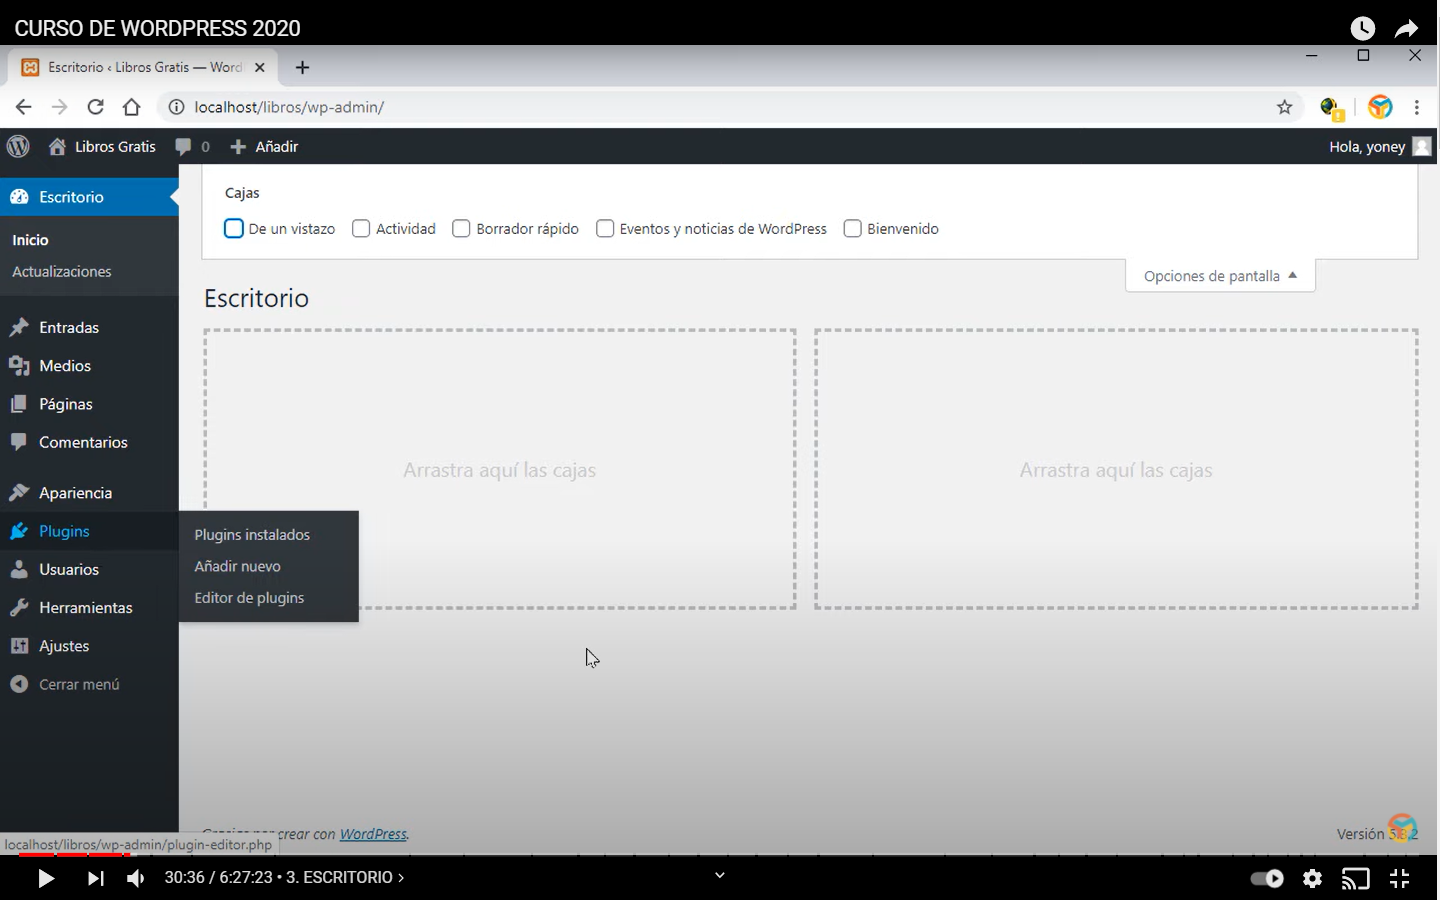 CURSO DE WORDPRESS 2020
Escritorio ‹ Libros Gratis — Word
localhost/libros/wp-admin/
Libros Gratis 0 Añadir Hola, yoney
Escritorio
Inicio
Actualizaciones
Entradas
Medios
Páginas
Comentarios
Apariencia
Plugins
Usuarios
Herramientas
Ajustes
Cerrar menú
Plugins instalados
Añadir nuevo
Editor de plugins
Cajas
De un vistazo Actividad Borrador rápido Eventos y noticias de WordPress Bienvenido
Opciones de pantalla
Escritorio
Arrastra aquí las cajas Arrastra aquí las cajas
crear con WordPress.
Versión
localhost/libros/wp-admin/plugin-editor.php
30:36 / 6:27:23 • 3. ESCRITORIO ›